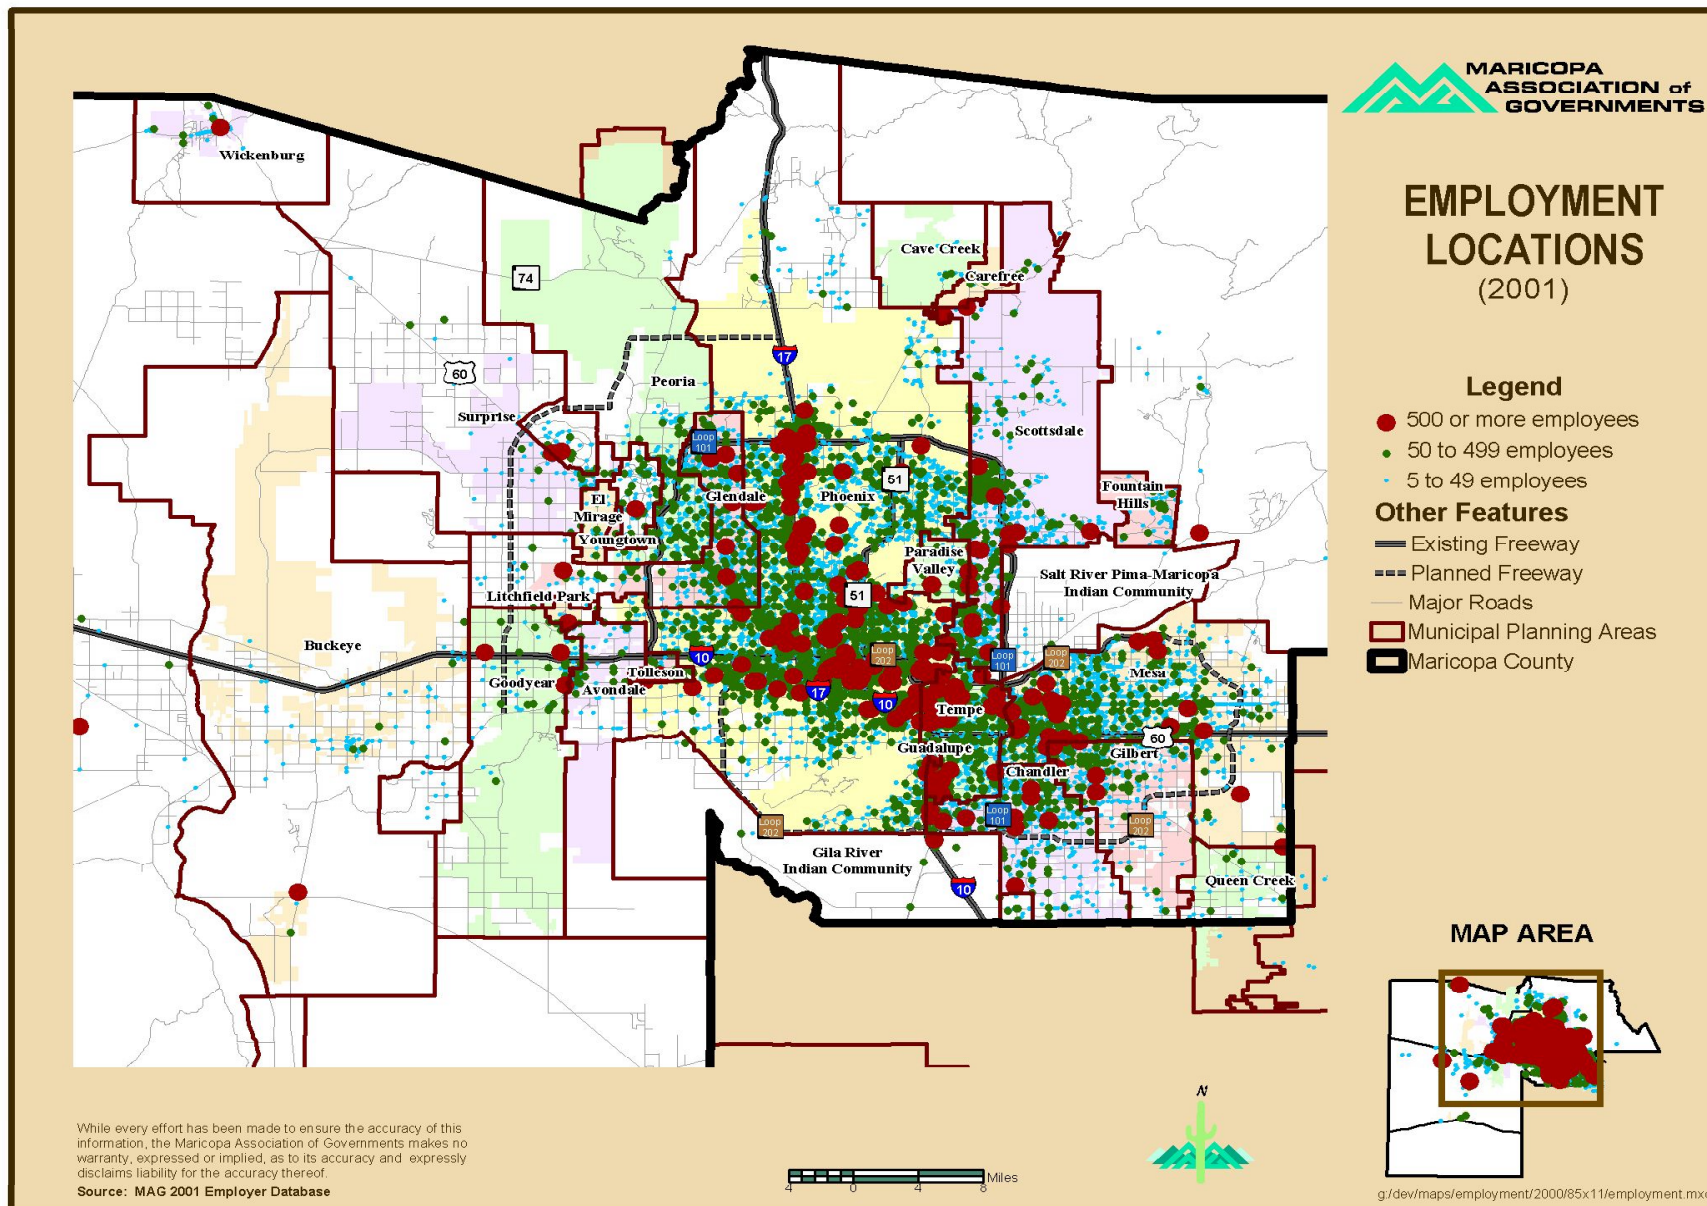 MARICOPA
ASSOCIATION of
GOVERNMENTS
EMPLOYMENT
LOCATIONS
(2001)
Legend
500 or more employees
50 to 499 employees
5 to 49 employees
Other Features
Existing Freeway
Planned Freeway
Major Roads
Municipal Planning Areas
Maricopa County
Wickenburg
Cave Creek
Carefree
74
17
60
Peoria
Surprise
Scottsdale
Loop
101
51
Glendale
Phoenix
Fountain
Hills
El
Mirage
Youngtown
Paradise
Valley
Salt River Pima-Maricopa
Indian Community
51
Litchfield Park
Buckeye
10
Loop
202
Loop
101
Loop
202
Mesa
Goodyear
Tolleson
Avondale
17
10
Tempe
Guadalupe
60
Gilbert
Chandler
Loop
202
Loop
101
Loop
202
Gila River
Indian Community
10
Queen Creek
MAP AREA
N
While every effort has been made to ensure the accuracy of this
information, the Maricopa Association of Governments makes no
warranty, expressed or implied, as to its accuracy and expressly
disclaims liability for the accuracy thereof.
Source: MAG 2001 Employer Database
4 0 4 8 Miles
g:/dev/maps/employment/2000/85x11/employment.mxd